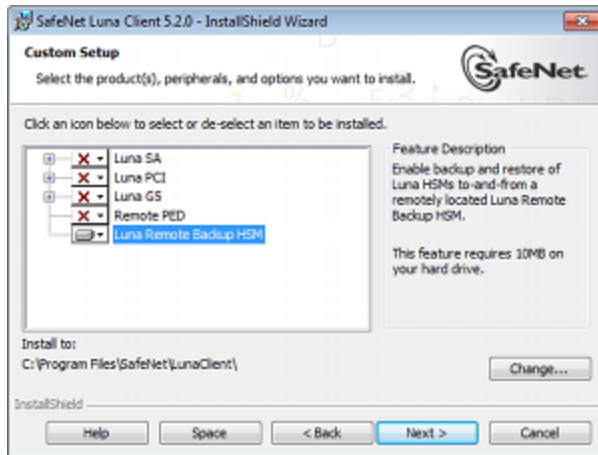 SafeNet Luna Client 5.2.0 - InstallShield Wizard
Custom Setup
Select the product(s), peripherals, and options you want to install.
SafeNet.
Click an icon below to select or de-select an item to be installed.
Luna SA
Luna PCI
Luna G5
Remote PED
Luna Remote Backup HSM
Feature Description
Enable backup and restore of
Luna HSMs to-and-from a
remotely located Luna Remote
Backup HSM.
This feature requires 10MB on
your hard drive.
Install to:
C:\Program Files\SafeNet\LunaClient\
Change...
InstallShield
Help
Space
< Back
Next >
Cancel